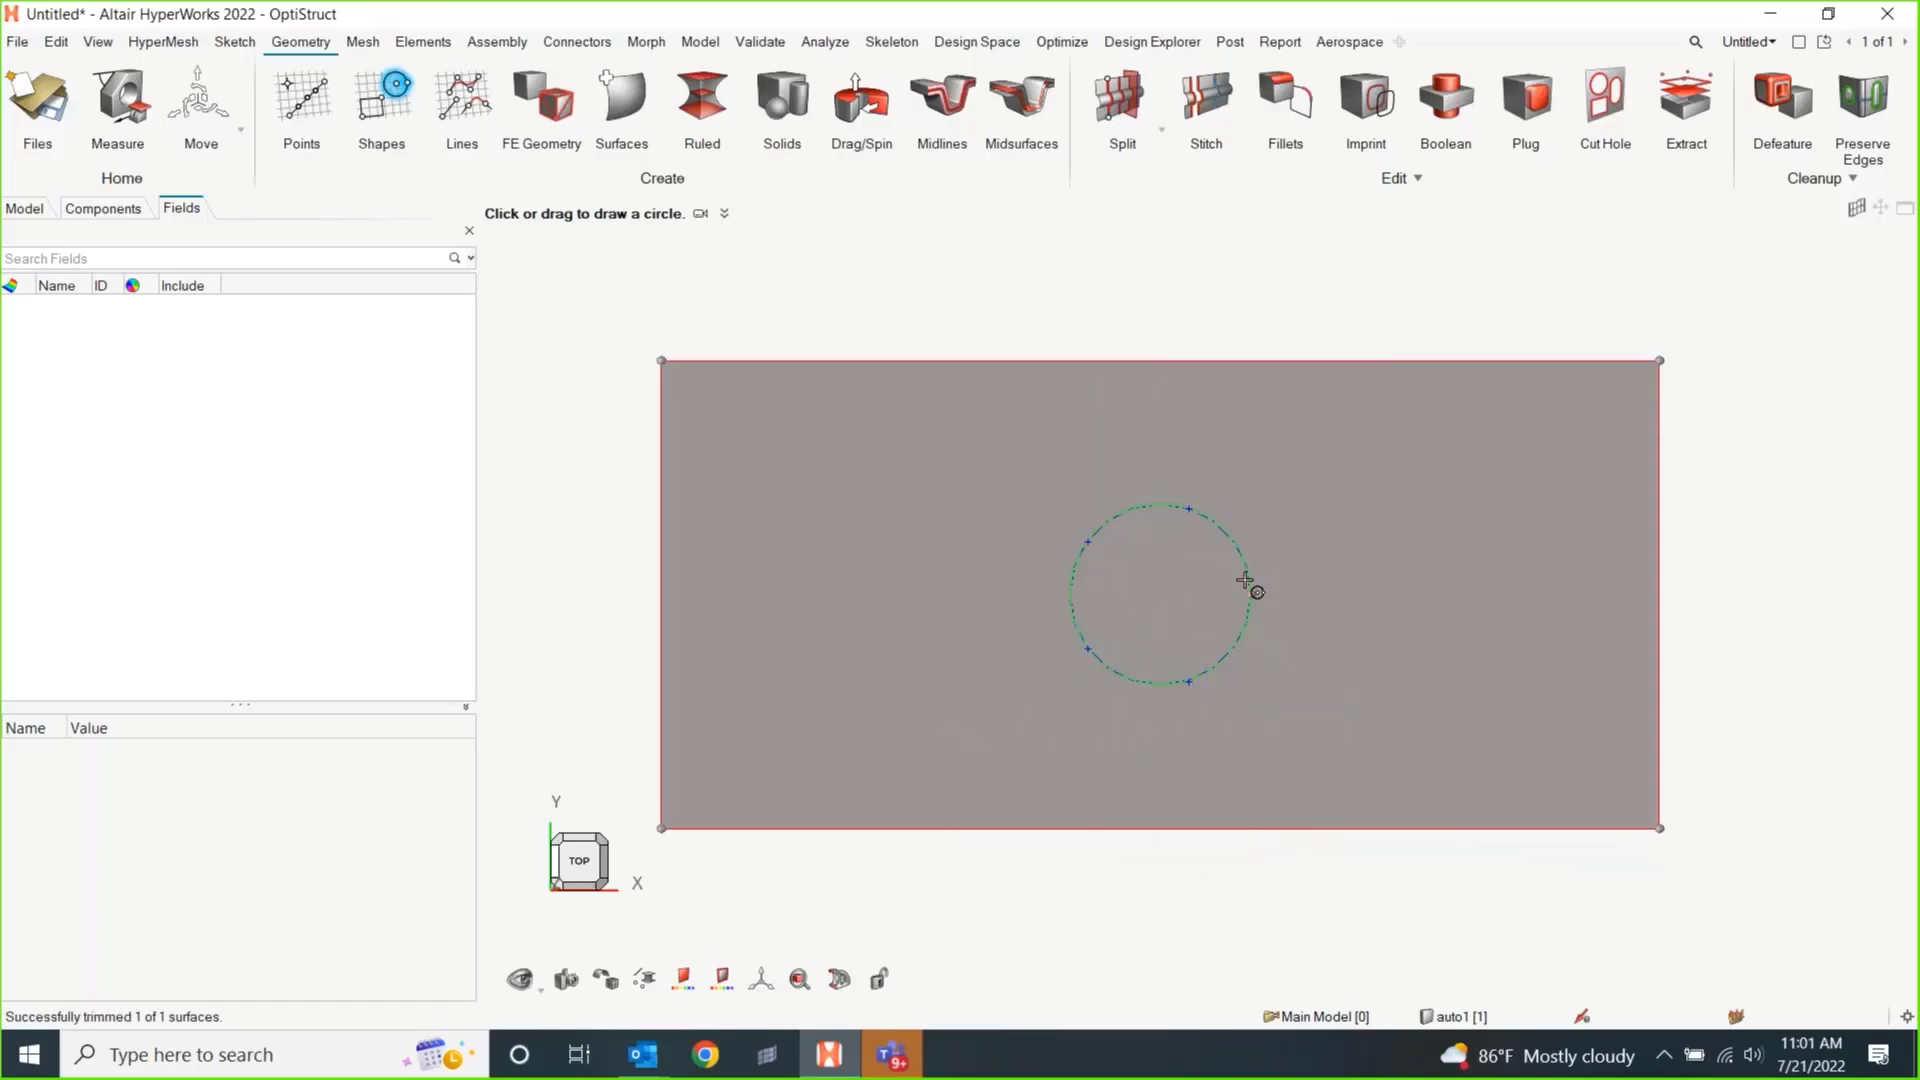 Untitled* - Altair HyperWorks 2022 - OptiStruct
File Edit View HyperMesh Sketch Geometry Mesh Elements Assembly Connectors Morph Model Validate Analyze Skeleton Design Space Optimize Design Explorer Post Report Aerospace Untitled 1 of 1
Files Measure Move Points Shapes Lines FE Geometry Surfaces Ruled Solids Drag/Spin Midlines Midsurfaces Split Stitch Fillets Imprint Boolean Plug Cut Hole Extract Defeature Preserve Edges
Home Create Edit Cleanup
Model Components Fields
Click or drag to draw a circle.
Search Fields
Name ID Include
Name Value
Y
TOP
X
Successfully trimmed 1 of 1 surfaces.
Main Model [0] auto1 [1]
Type here to search
9+
86°F Mostly cloudy
11:01 AM
7/21/2022